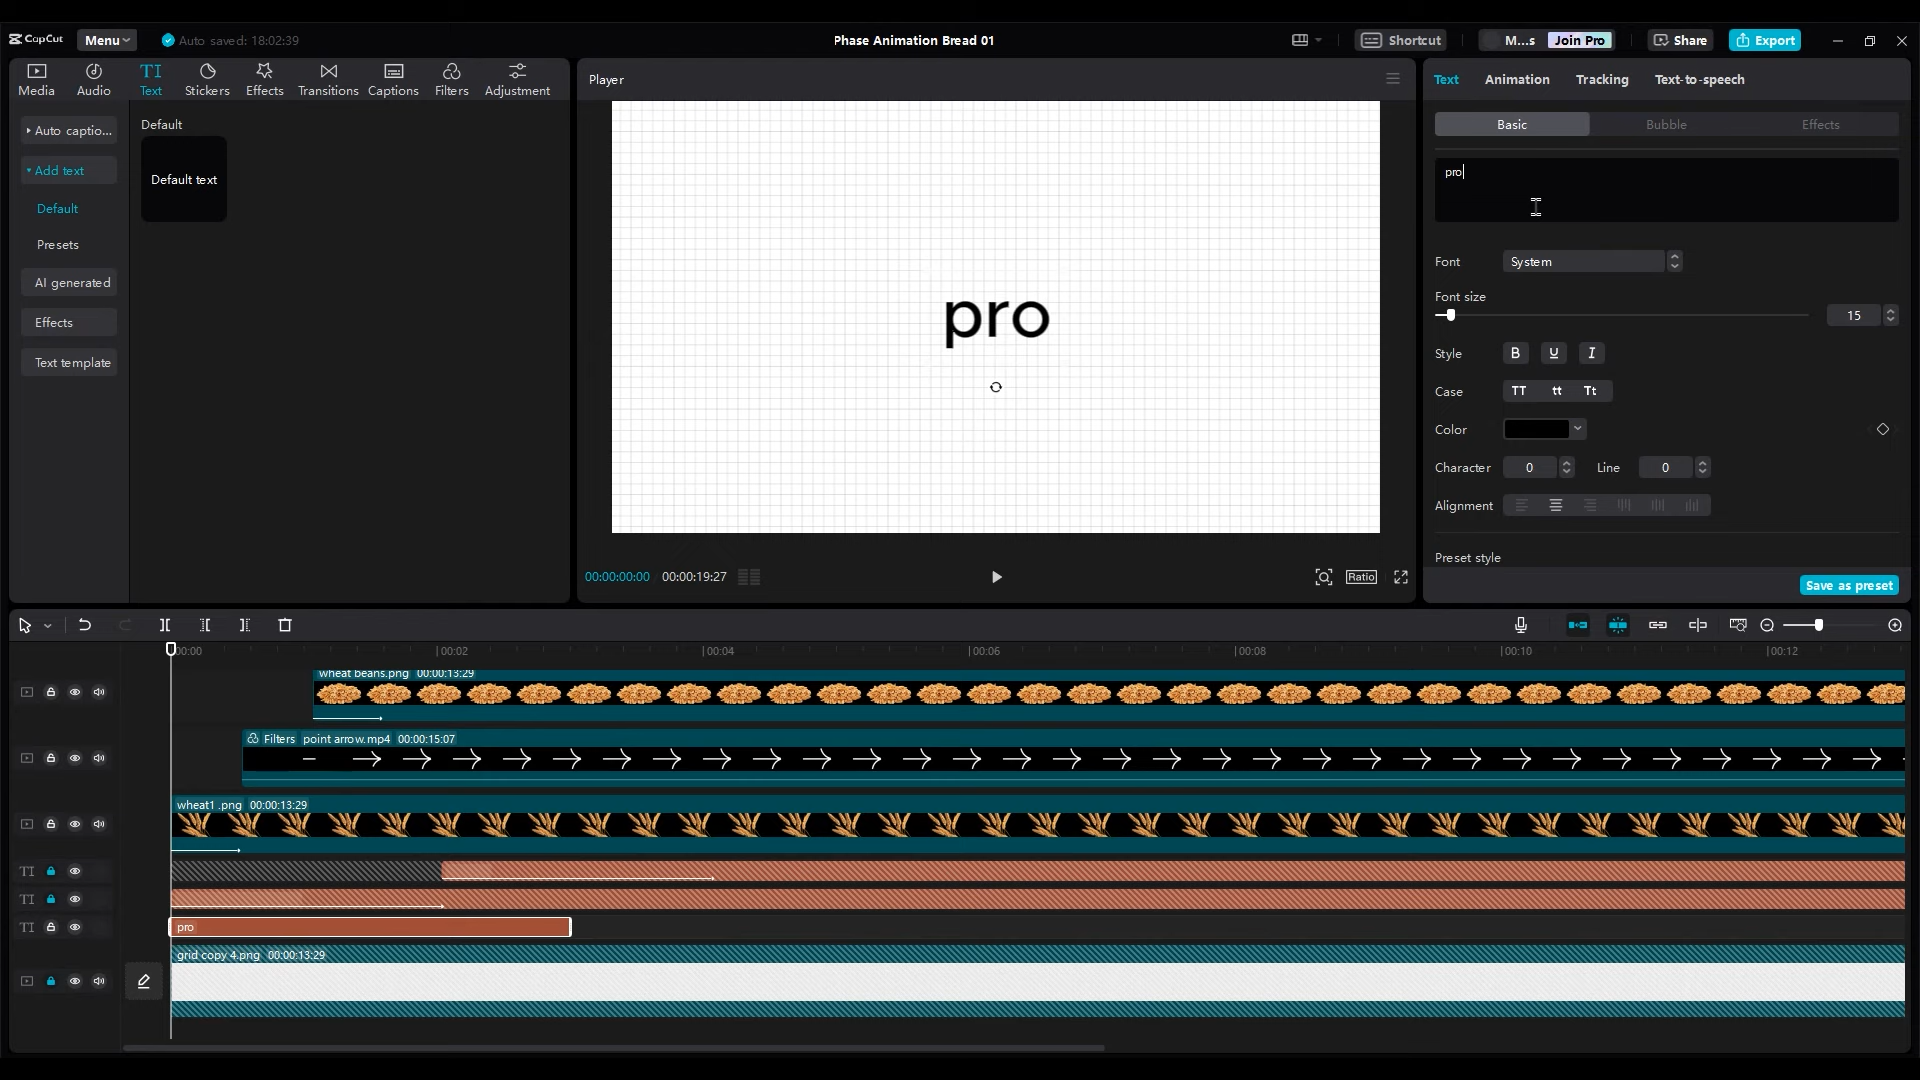 CapCut
Menu
Auto saved: 18:02:39
Phase Animation Bread 01
Shortcut
M...s
Join Pro
Share
Export
Media
Audio
TI
Text
Stickers
Effects
Transitions
Captions
Filters
Adjustment
Auto captio...
Add text
Default
Presets
AI generated
Effects
Text template
Default
Default text
Player
pro
00:00:00:00
00:00:19:27
Ratio
Text
Animation
Tracking
Text-to-speech
Basic
Bubble
Effects
pro
Font
System
Font size
15
Style
B U I
Case
TT tt Tt
Color
Character
0
Line
0
Alignment
Preset style
Save as preset
00:00
00:02
00:04
00:06
00:08
00:10
00:12
wheat beans.png 00:00:13:29
Filters point arrow.mp4 00:00:15:07
wheat1 .png 00:00:13:29
TI
TI
TI
pro
grid copy 4.png 00:00:13:29